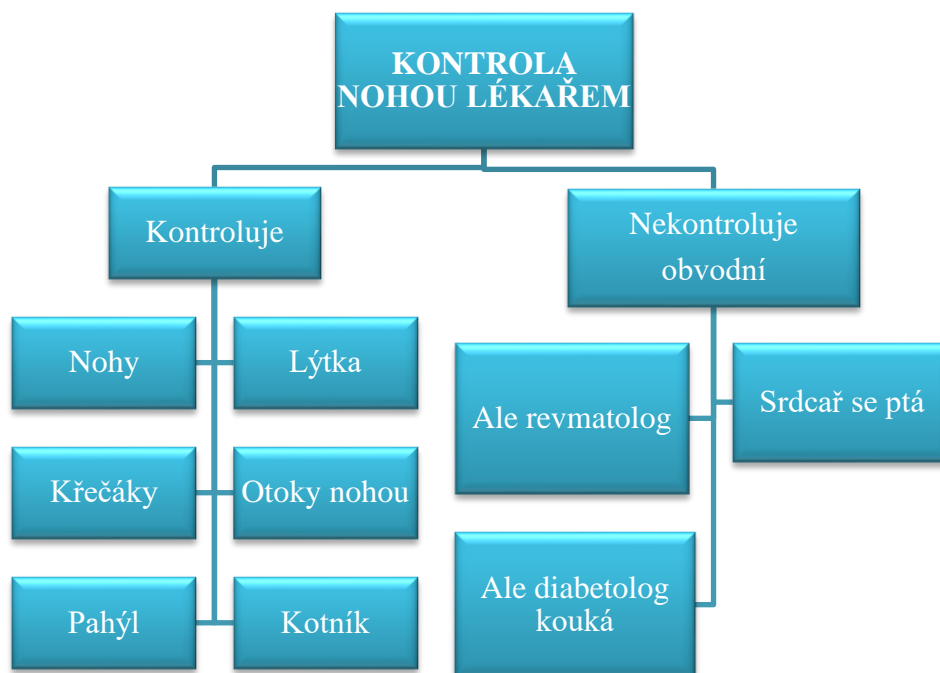 KONTROLA
NOHOU LÉKAŘEM
Kontroluje
Nekontroluje
obvodní
Nohy
Lýtka
Ale revmatolog
Srdcař se ptá
Křečáky
Otoky nohou
Ale diabetolog
kouká
Pahýl
Kotník